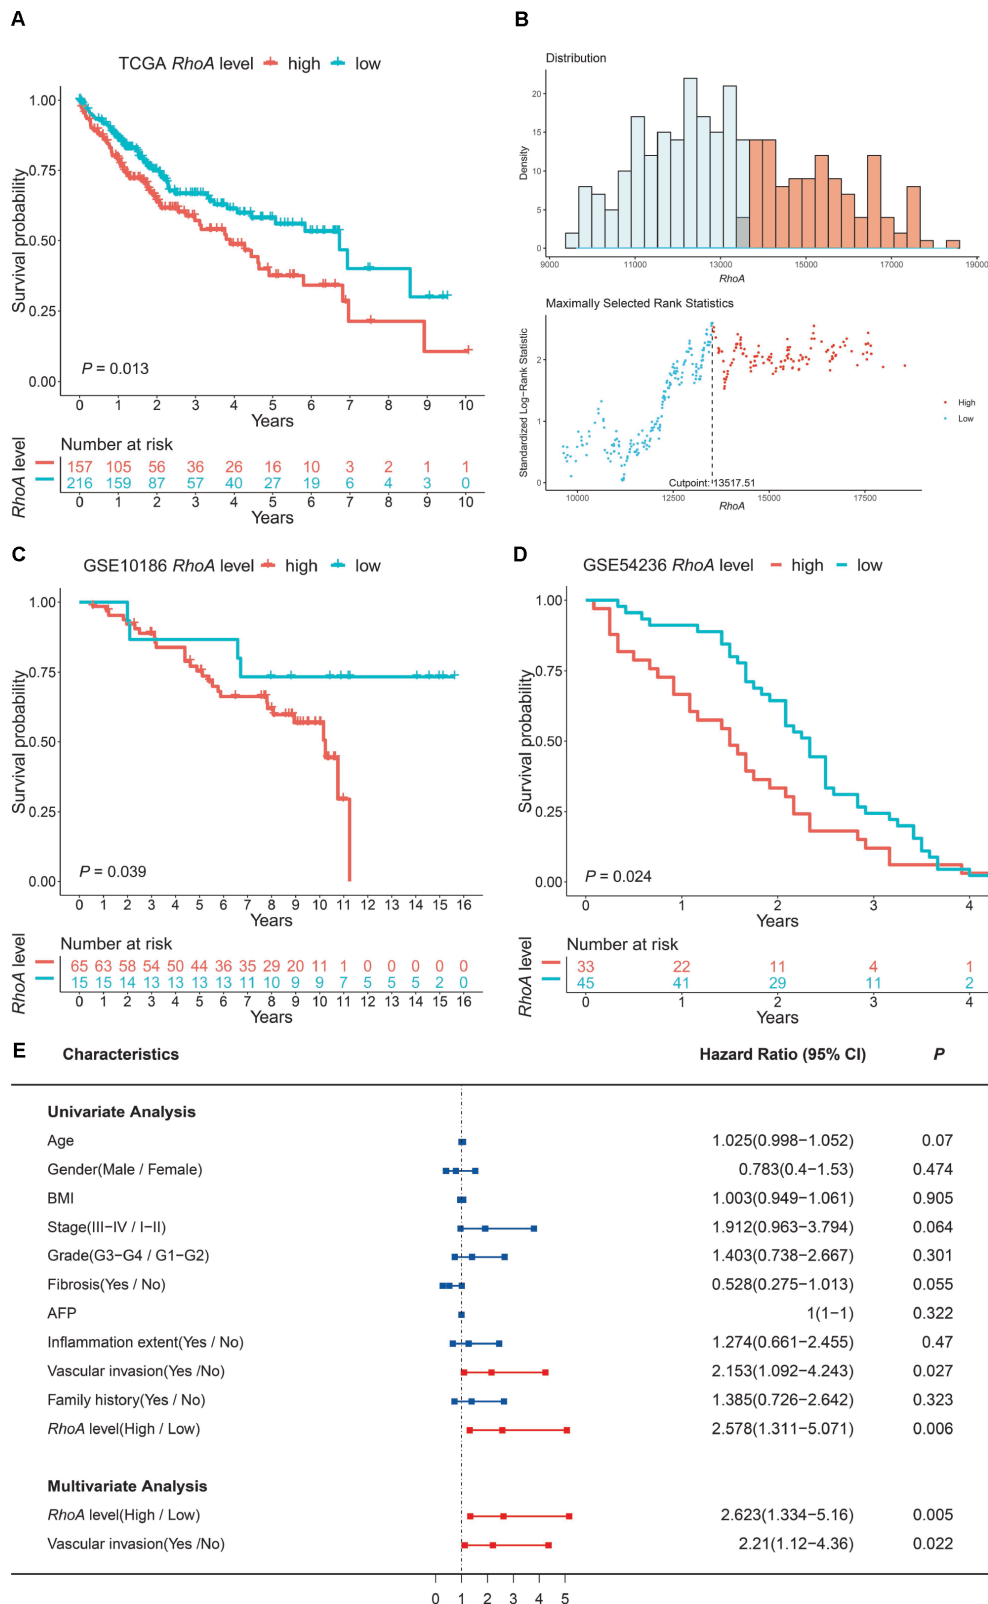 A
TCGA RhoA level high low
Survival probability
1.00
0.75
0.50
0.25
0.00
P = 0.013
0 1 2 3 4 5 6 7 8 9 10
Years
Number at risk
RhoA level
157 105 56 36 26 16 10 3 2 1 1
216 159 87 57 40 27 19 6 4 3 0
0 1 2 3 4 5 6 7 8 9 10
Years
B
Distribution
Density
20
15
10
5
0
9000 11000 13000 15000 17000 19000
RhoA
Maximally Selected Rank Statistics
Standardized Log−Rank Statistic
2
1
0
Cutpoint: 13517.51
10000 12500 15000 17500
RhoA
High
Low
C
GSE10186 RhoA level high low
Survival probability
1.00
0.75
0.50
0.25
0.00
P = 0.039
0 1 2 3 4 5 6 7 8 9 10 11 12 13 14 15 16
Years
Number at risk
RhoA level
65 63 58 54 50 44 36 35 29 20 11 1 0 0 0 0 0
15 15 14 13 13 13 13 11 10 9 9 7 5 5 5 2 0
0 1 2 3 4 5 6 7 8 9 10 11 12 13 14 15 16
Years
D
GSE54236 RhoA level high low
Survival probability
1.00
0.75
0.50
0.25
0.00
P = 0.024
0 1 2 3 4
Years
Number at risk
RhoA level
33 22 11 4 1
45 41 29 11 2
0 1 2 3 4
Years
E
Characteristics Hazard Ratio (95% CI) P
Univariate Analysis
Age 1.025(0.998−1.052) 0.07
Gender(Male / Female) 0.783(0.4−1.53) 0.474
BMI 1.003(0.949−1.061) 0.905
Stage(III−IV / I−II) 1.912(0.963−3.794) 0.064
Grade(G3−G4 / G1−G2) 1.403(0.738−2.667) 0.301
Fibrosis(Yes / No) 0.528(0.275−1.013) 0.055
AFP 1(1−1) 0.322
Inflammation extent(Yes / No) 1.274(0.661−2.455) 0.47
Vascular invasion(Yes /No) 2.153(1.092−4.243) 0.027
Family history(Yes / No) 1.385(0.726−2.642) 0.323
RhoA level(High / Low) 2.578(1.311−5.071) 0.006
Multivariate Analysis
RhoA level(High / Low) 2.623(1.334−5.16) 0.005
Vascular invasion(Yes /No) 2.21(1.12−4.36) 0.022
0 1 2 3 4 5